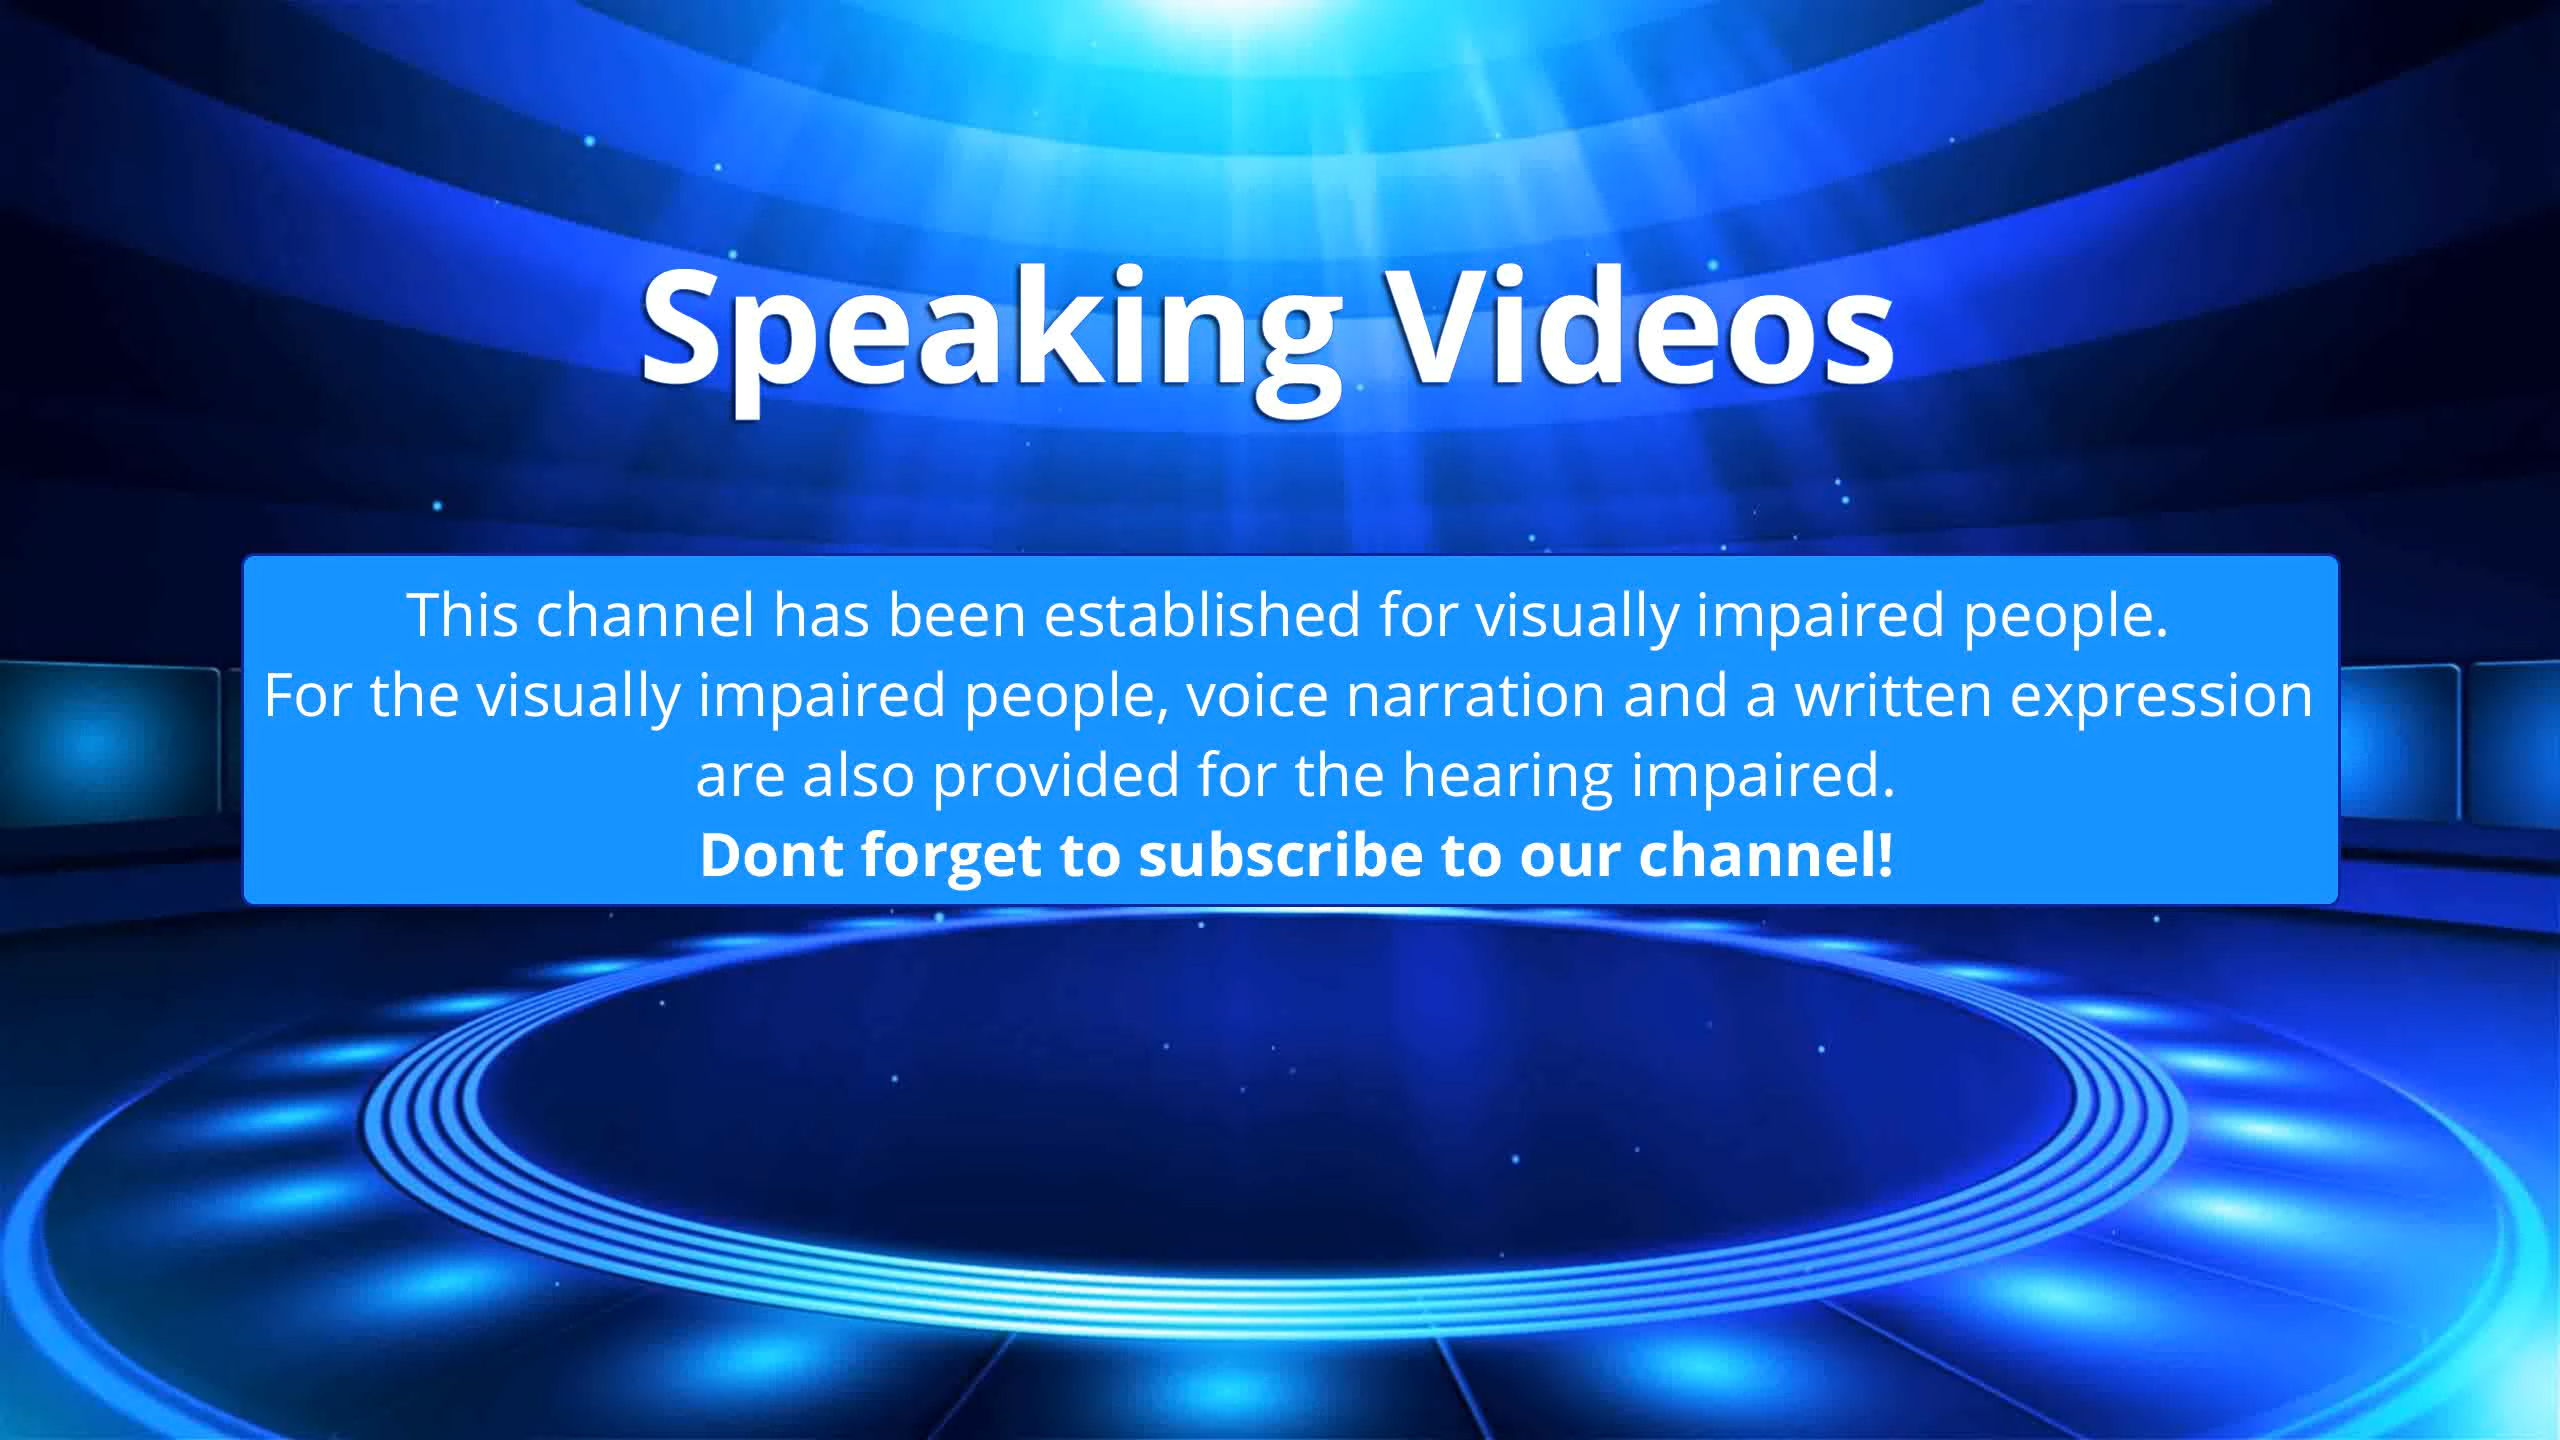 Speaking Videos
This channel has been established for visually impaired people.
For the visually impaired people, voice narration and a written expression
are also provided for the hearing impaired.
Dont forget to subscribe to our channel!